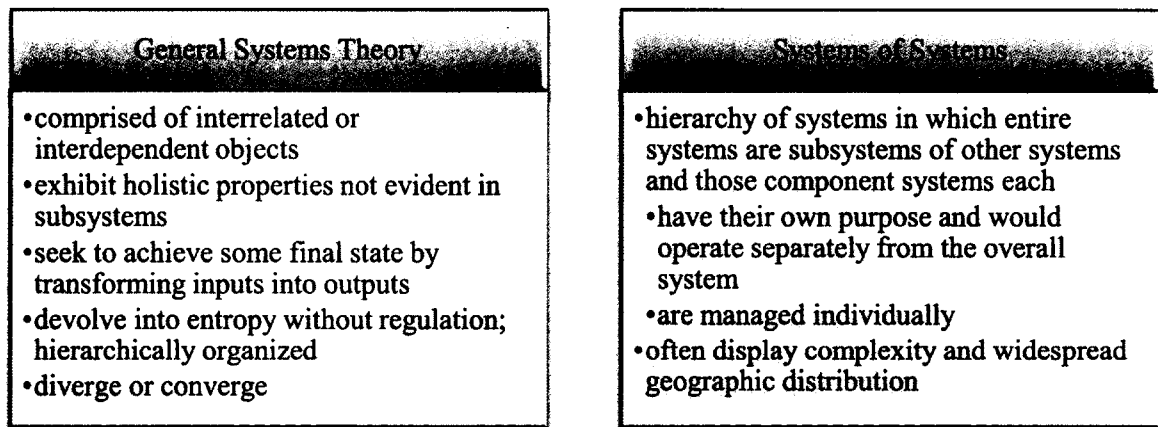 General Systems Theory
•comprised of interrelated or
interdependent objects
•exhibit holistic properties not evident in
subsystems
•seek to achieve some final state by
transforming inputs into outputs
•devolve into entropy without regulation;
hierarchically organized
•diverge or converge
Systems of Systems
•hierarchy of systems in which entire
systems are subsystems of other systems
and those component systems each
•have their own purpose and would
operate separately from the overall
system
•are managed individually
•often display complexity and widespread
geographic distribution